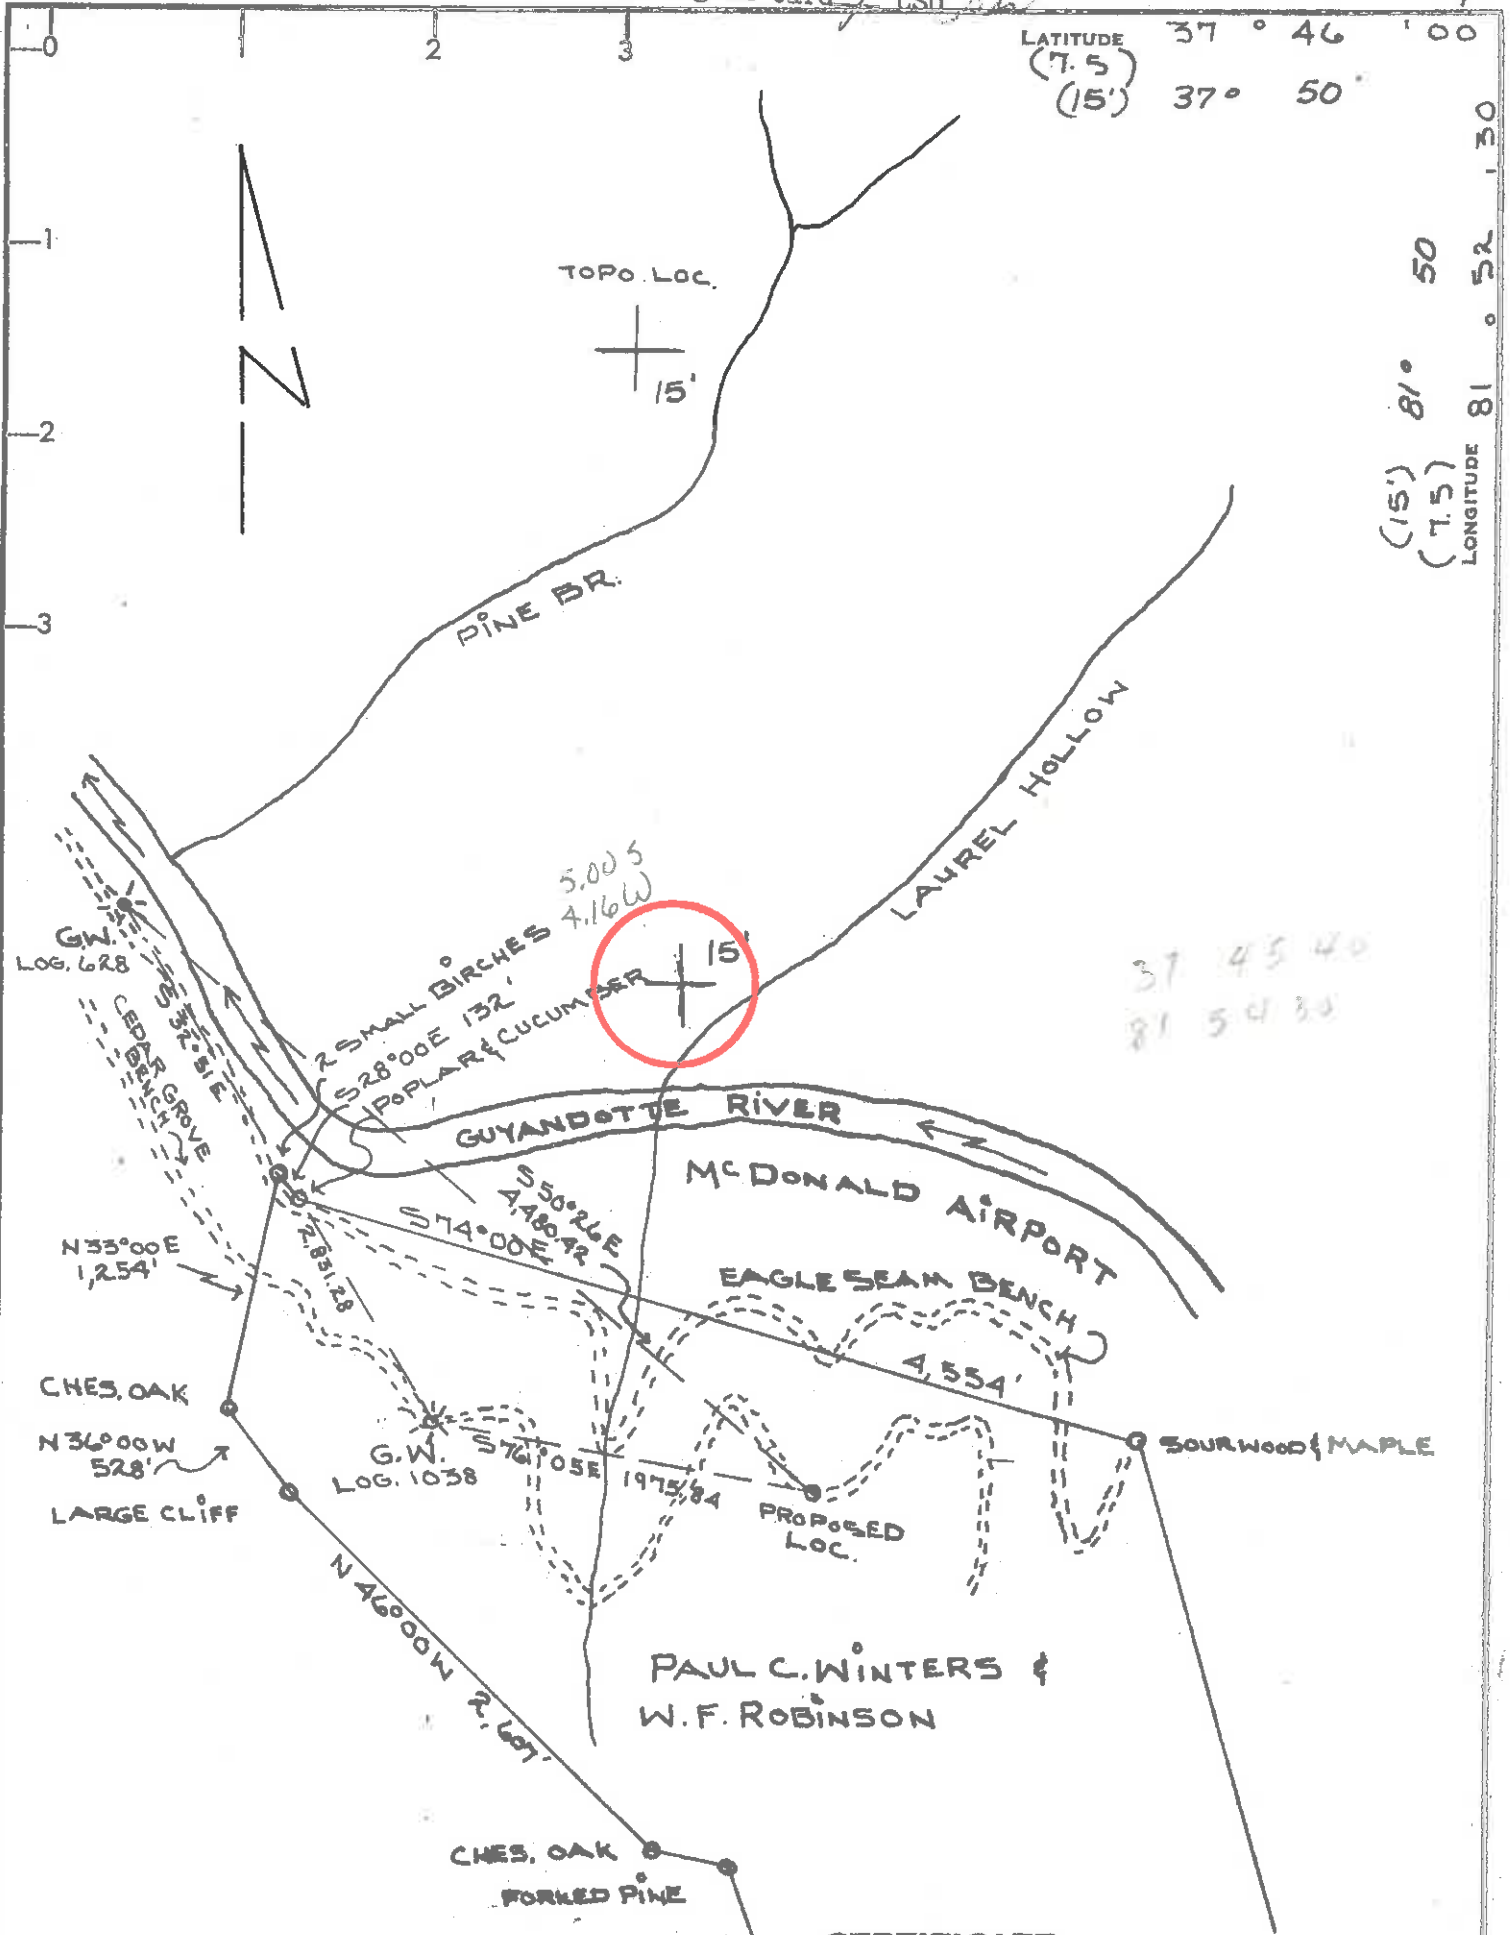 0
2
3
LATITUDE 37° 46' 00
(7.5)
(15') 37° 50'
1
2
3
LONGITUDE 81° 52' 30
(7.5)
(15') 81° 50
TOPO. LOC.
15'
PINE BR.
LAUREL HOLLOW
5.00 S
4.16 W
15'
2 SMALL BIRCHES
S28°00E 132'
POPLAR & CUCUMBER
G.W.
LOG. 628
S 32°51E
2,831.28
CEDAR GROVE
BENCH
37 45 40
81 54 30
GUYANDOTTE RIVER
McDONALD AIRPORT
S50°26E
4,480.42
S74°00E
4,554'
N33°00E
1,254'
EAGLE SEAM BENCH
CHES. OAK
N36°00W
528'
LARGE CLIFF
G.W.
LOG. 1038
S76°05E 1975.84
PROPOSED
LOC.
SOURWOOD & MAPLE
N 46°00W 2,607'
PAUL C. WINTERS &
W.F. ROBINSON
CHES. OAK
FORKED PINE